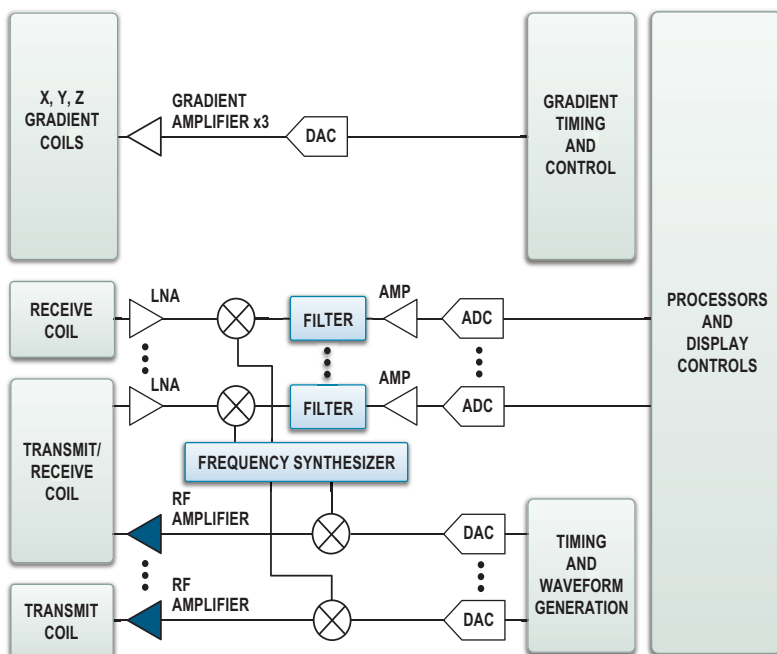 X, Y, Z
GRADIENT
COILS
GRADIENT
AMPLIFIER x3
DAC
GRADIENT
TIMING
AND
CONTROL
PROCESSORS
AND
DISPLAY
CONTROLS
RECEIVE
COIL
LNA
FILTER
AMP
ADC
LNA
FILTER
AMP
ADC
TRANSMIT/
RECEIVE
COIL
FREQUENCY SYNTHESIZER
RF
AMPLIFIER
DAC
TIMING
AND
WAVEFORM
GENERATION
TRANSMIT
COIL
RF
AMPLIFIER
DAC